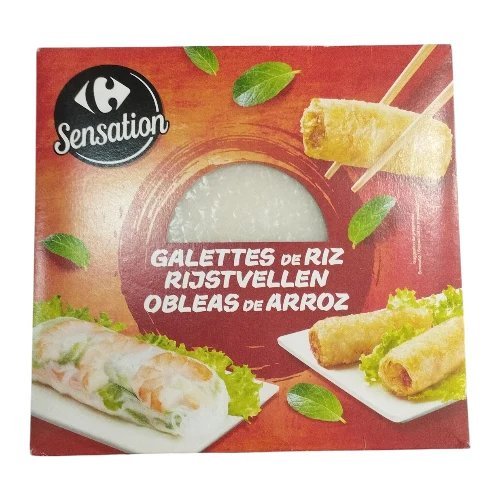 Sensation
GALETTES DE RIZ
RIJSTVELLEN
OBLEAS DE ARROZ